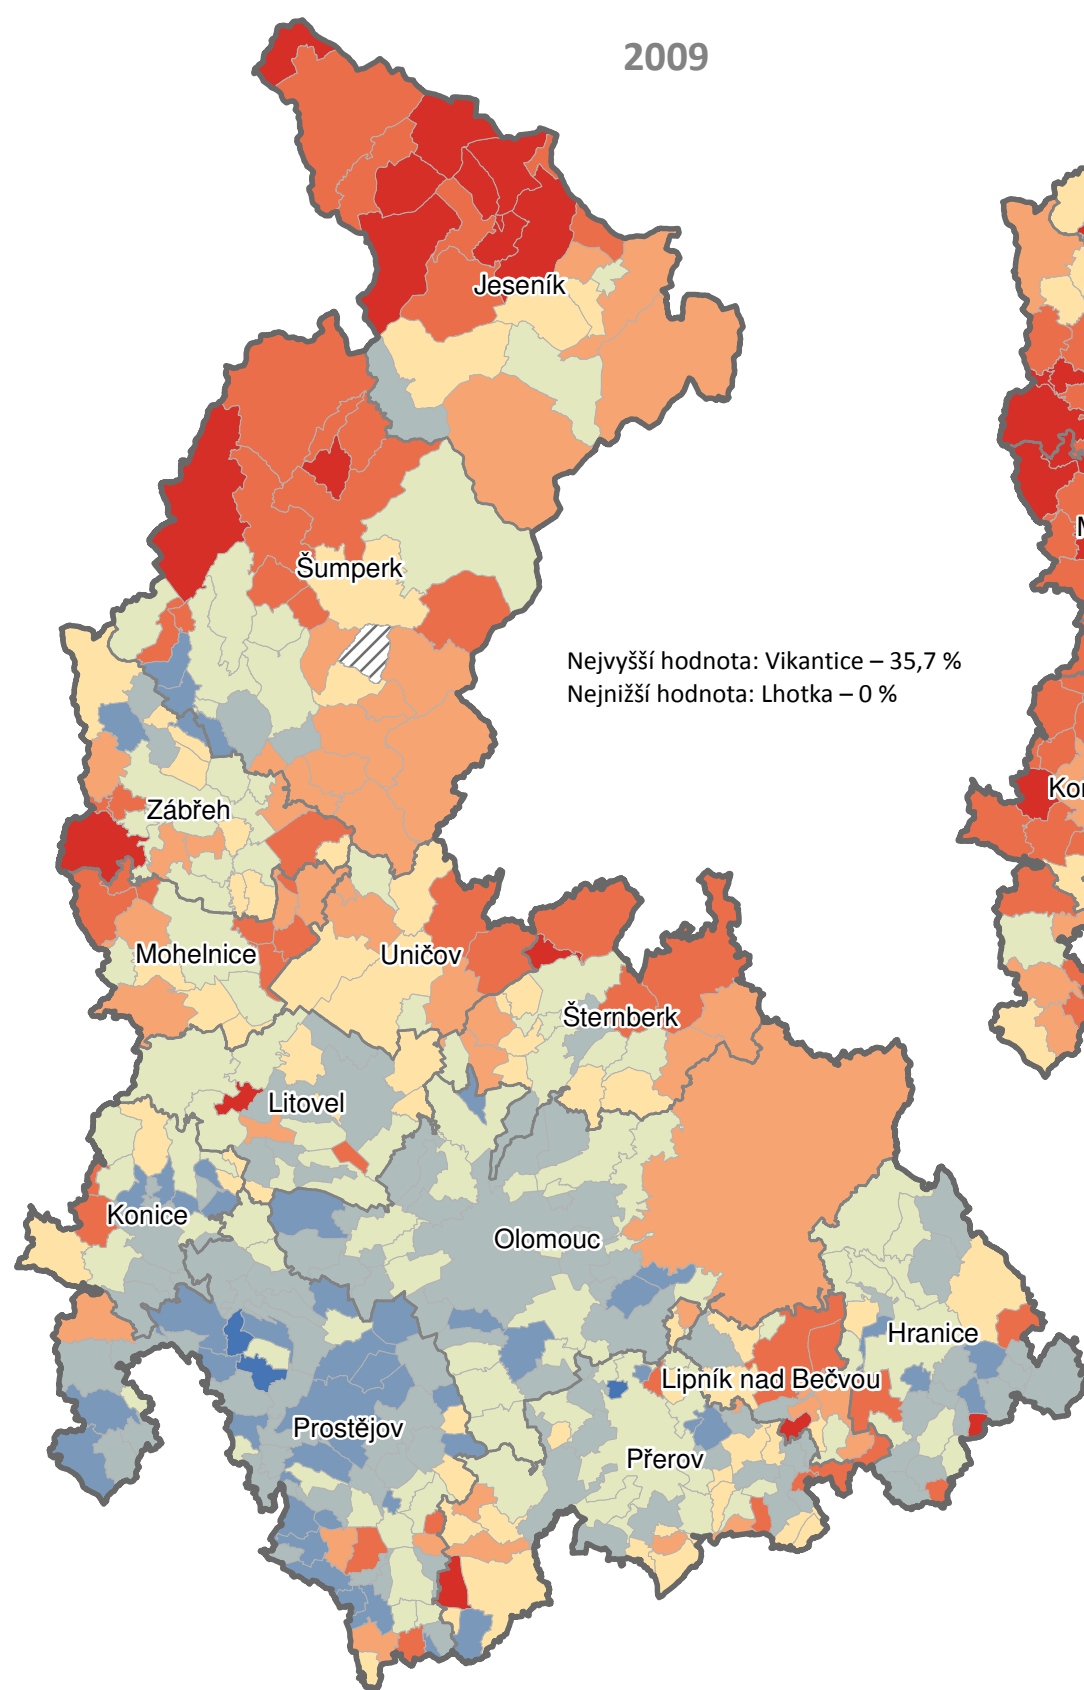 2009
Jeseník
Šumperk
Nejvyšší hodnota: Vikantice – 35,7 %
Nejnižší hodnota: Lhotka – 0 %
Zábřeh
Mohelnice
Uničov
Šternberk
Litovel
Konice
Olomouc
Hranice
Lipník nad Bečvou
Prostějov
Přerov